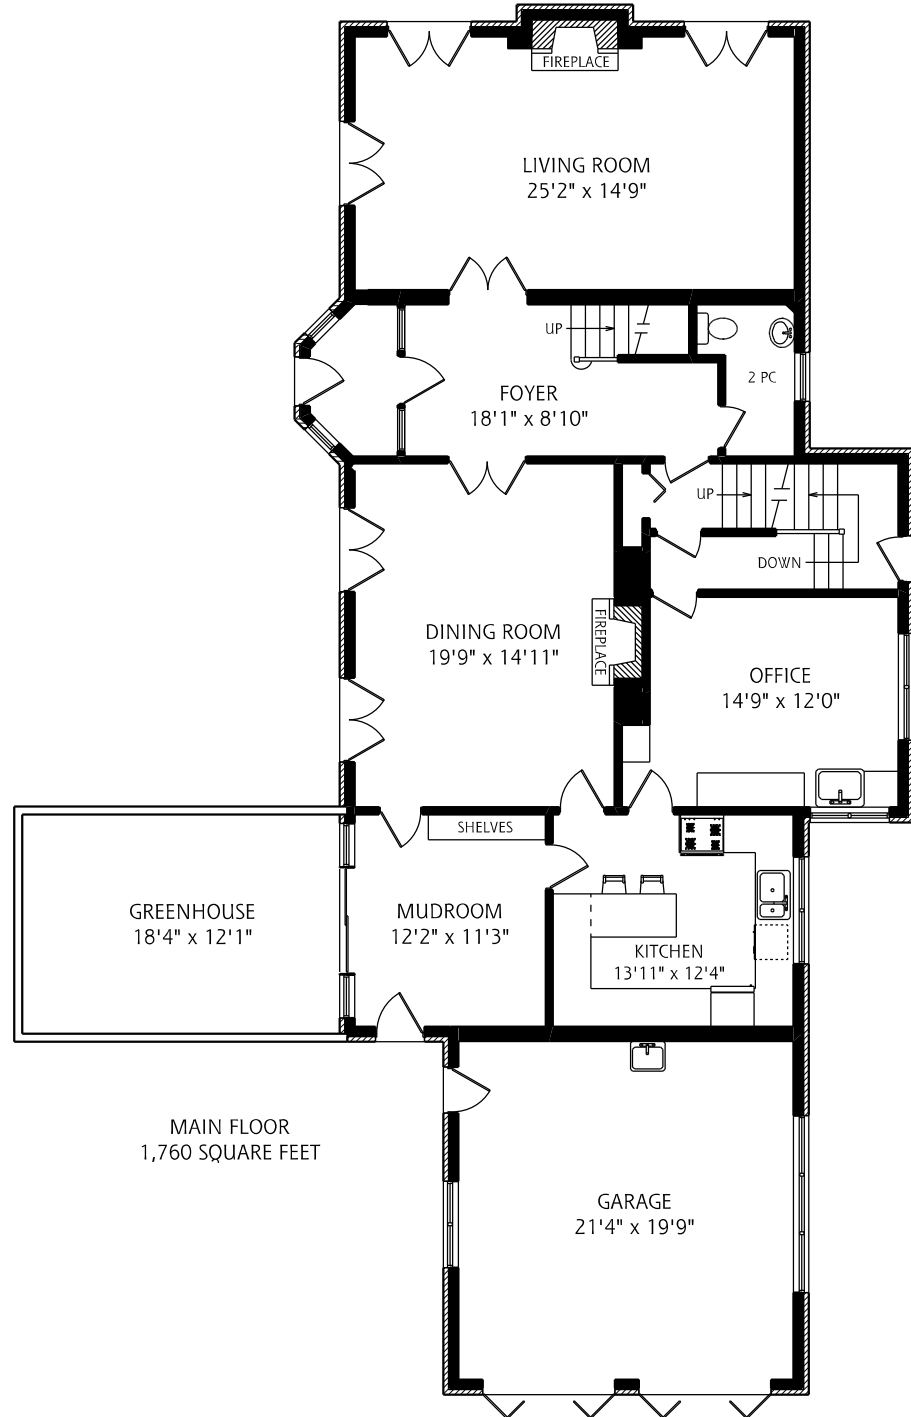 FIREPLACE
LIVING ROOM
25'2" x 14'9"
UP
2 PC
FOYER
18'1" x 8'10"
UP
DOWN
FIREPLACE
DINING ROOM
19'9" x 14'11"
OFFICE
14'9" x 12'0"
SHELVES
GREENHOUSE
18'4" x 12'1"
MUDROOM
12'2" x 11'3"
KITCHEN
13'11" x 12'4"
MAIN FLOOR
1,760 SQUARE FEET
GARAGE
21'4" x 19'9"